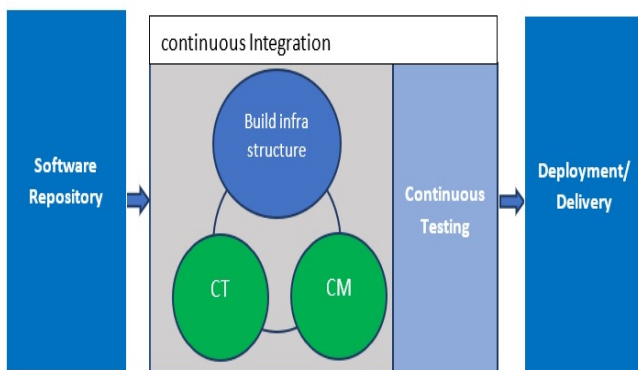 continuous Integration
Software
Repository
Build infra
structure
CT
CM
Continuous
Testing
Deployment/
Delivery